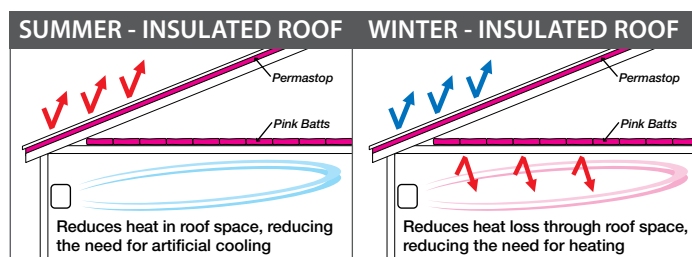 SUMMER - INSULATED ROOF
Permastop
Pink Batts
Reduces heat in roof space, reducing
the need for artificial cooling
WINTER - INSULATED ROOF
Permastop
Pink Batts
Reduces heat loss through roof space,
reducing the need for heating